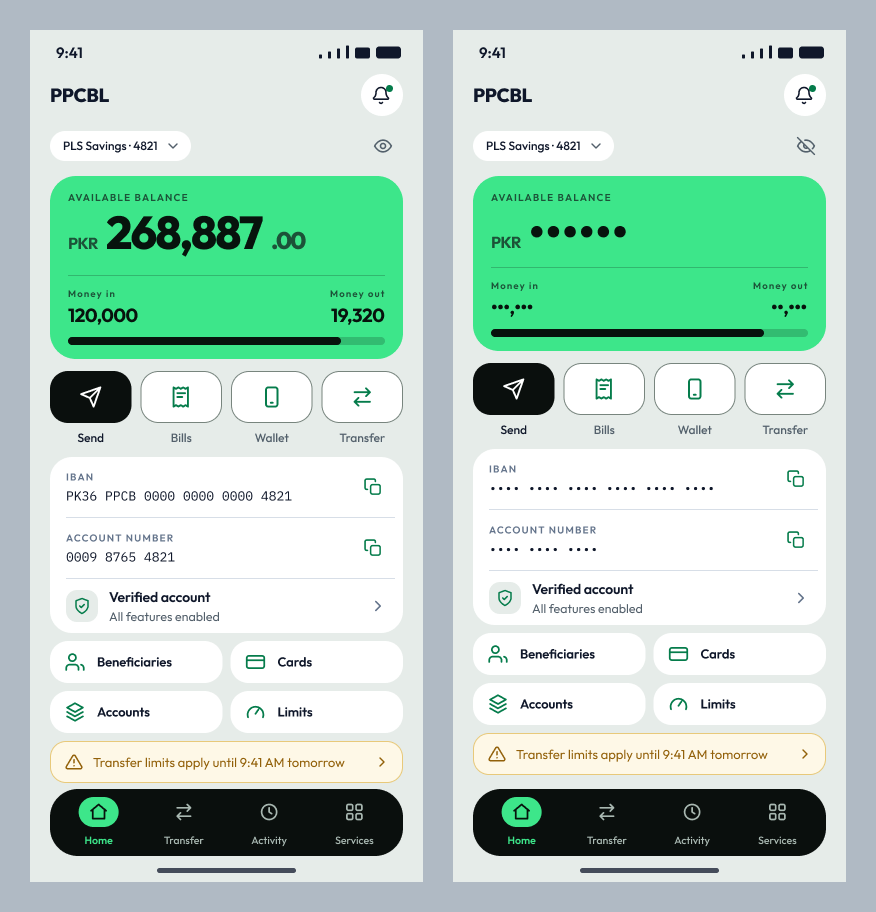 9:41
PPCBL
PLS Savings · 4821
AVAILABLE BALANCE
PKR 268,887 .00
Money in Money out
120,000 19,320
Send Bills Wallet Transfer
IBAN
PK36 PPCB 0000 0000 0000 4821
ACCOUNT NUMBER
0009 8765 4821
Verified account
All features enabled
Beneficiaries Cards
Accounts Limits
Transfer limits apply until 9:41 AM tomorrow
Home Transfer Activity Services
9:41
PPCBL
PLS Savings · 4821
AVAILABLE BALANCE
PKR ••••••
Money in Money out
•••,••• ••,•••
Send Bills Wallet Transfer
IBAN
•••• •••• •••• •••• •••• ••••
ACCOUNT NUMBER
•••• •••• ••••
Verified account
All features enabled
Beneficiaries Cards
Accounts Limits
Transfer limits apply until 9:41 AM tomorrow
Home Transfer Activity Services